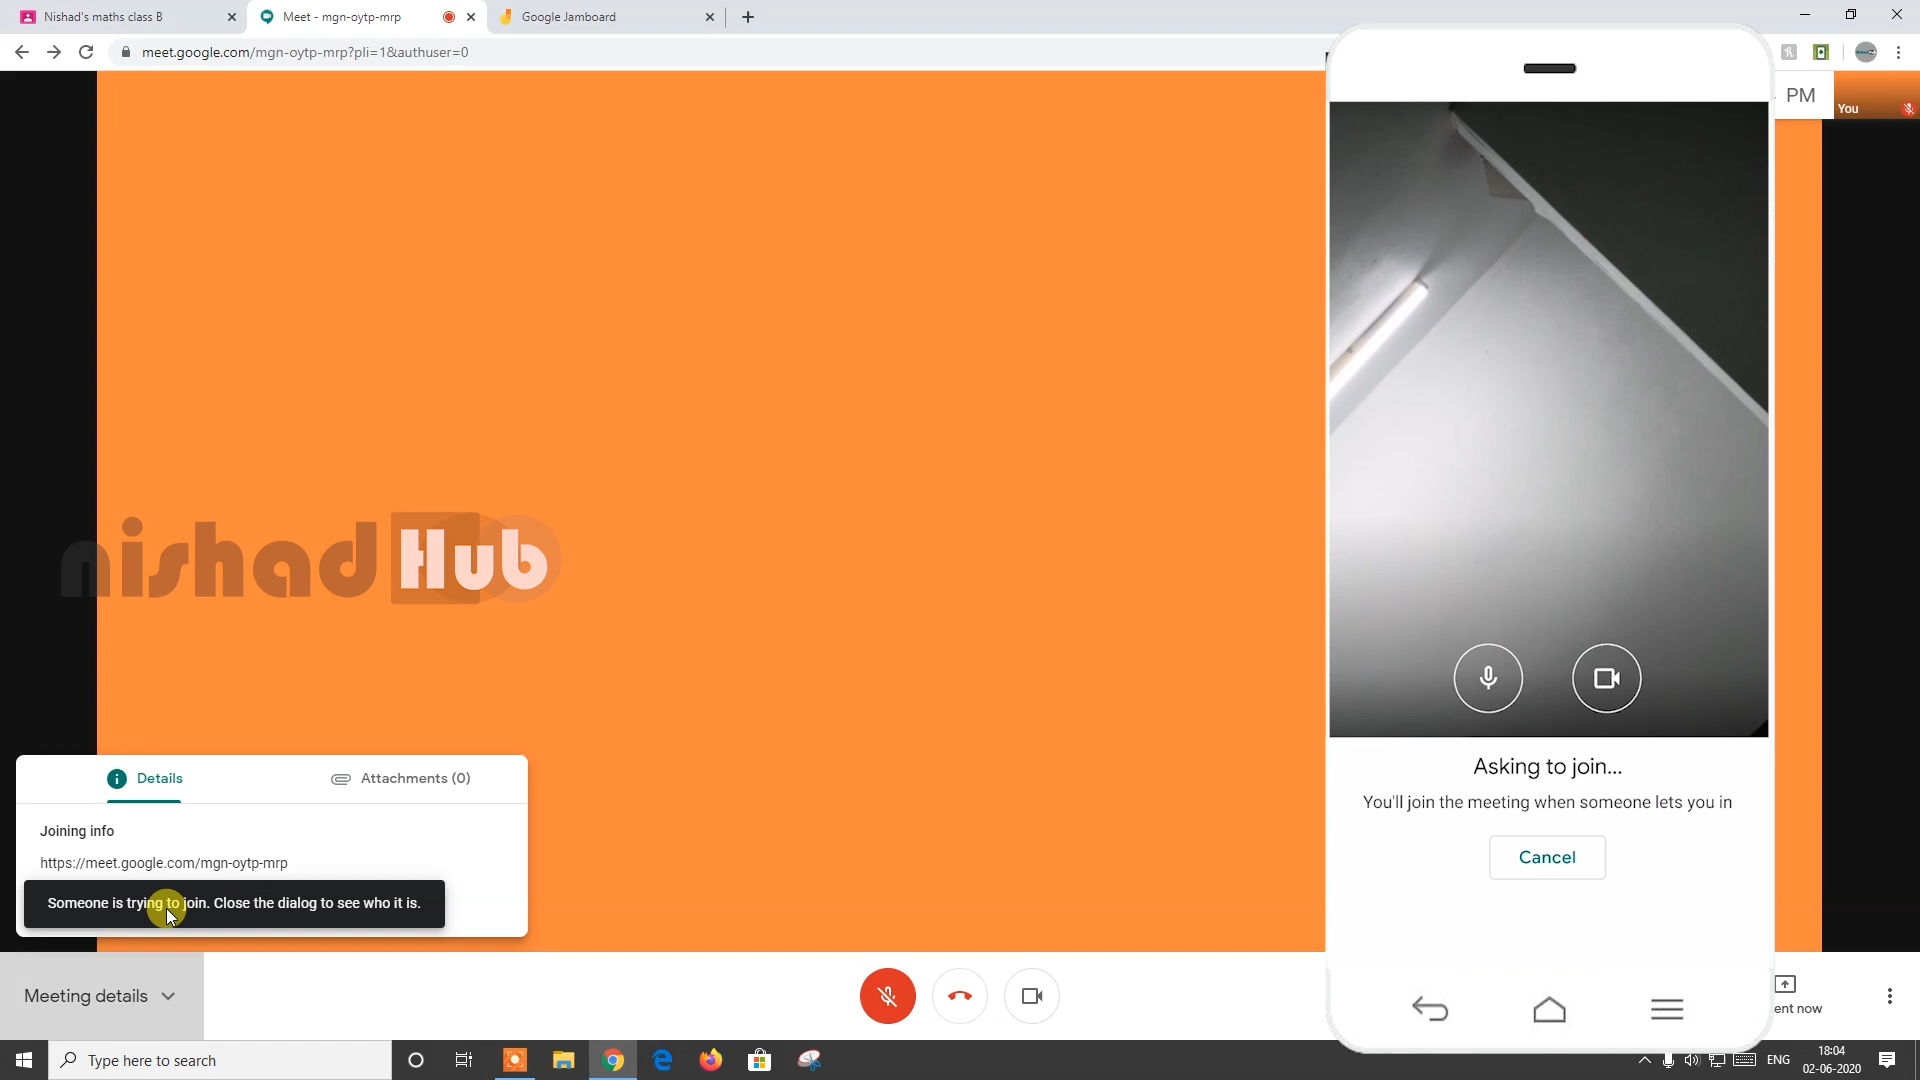 Nishad's maths class B
Meet - mgn-oytp-mrp
Google Jamboard
meet.google.com/mgn-oytp-mrp?pli=1&authuser=0
PM
You
nishad Hub
Details
Attachments (0)
Joining info
https://meet.google.com/mgn-oytp-mrp
Someone is trying to join. Close the dialog to see who it is.
Asking to join...
You'll join the meeting when someone lets you in
Cancel
Meeting details
ent now
Type here to search
ENG
18:04
02-06-2020